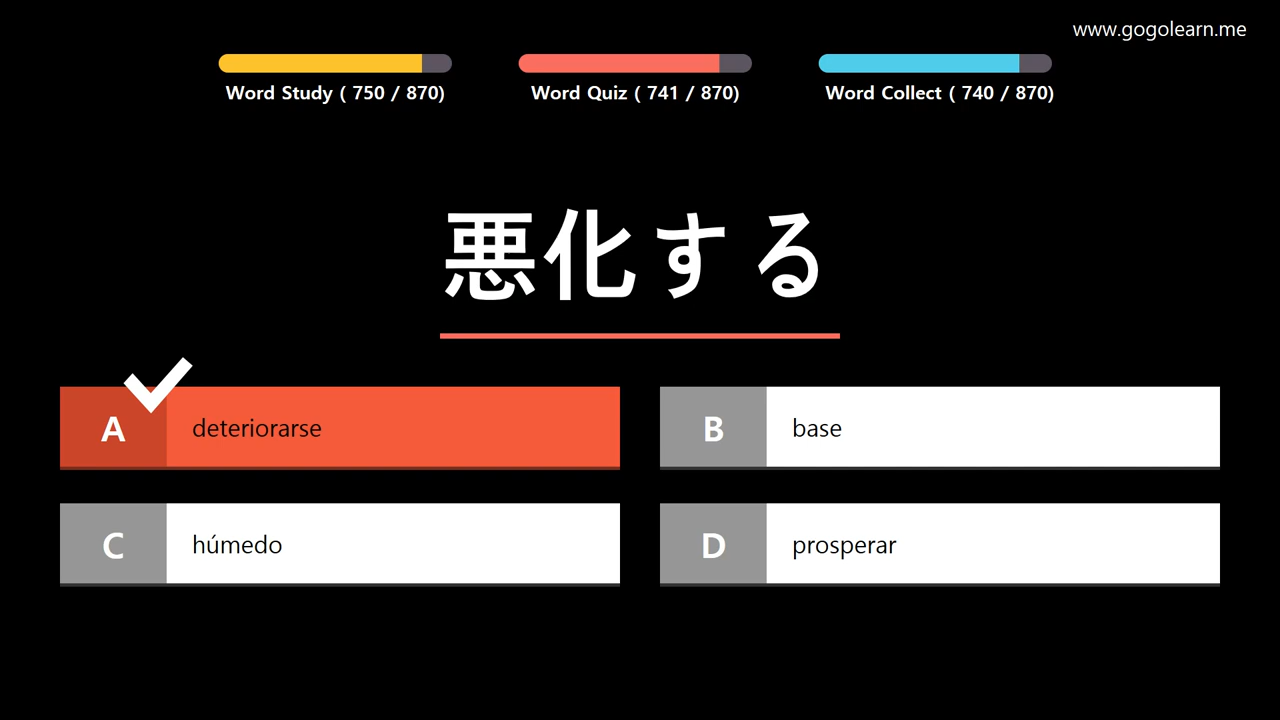 www.gogolearn.me
Word Study ( 750 / 870)
Word Quiz ( 741 / 870)
Word Collect ( 740 / 870)
悪化する
A deteriorarse
B base
C húmedo
D prosperar